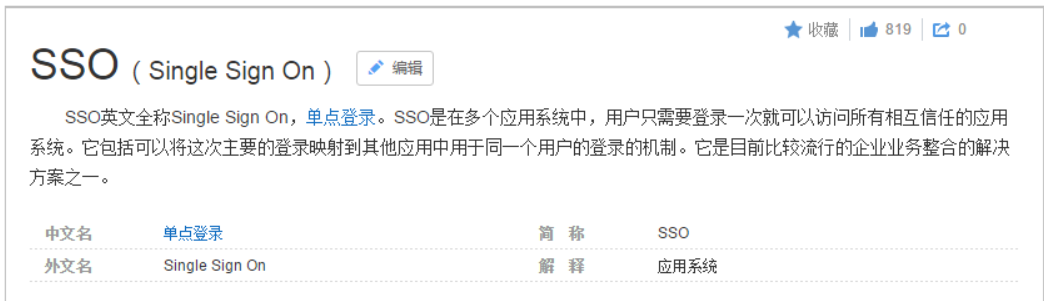 收藏 819 0
SSO（Single Sign On） 编辑
SSO英文全称Single Sign On，单点登录。SSO是在多个应用系统中，用户只需要登录一次就可以访问所有相互信任的应用
系统。它包括可以将这次主要的登录映射到其他应用中用于同一个用户的登录的机制。它是目前比较流行的企业业务整合的解决
方案之一。
中文名 单点登录 简 称 SSO
外文名 Single Sign On 解 释 应用系统